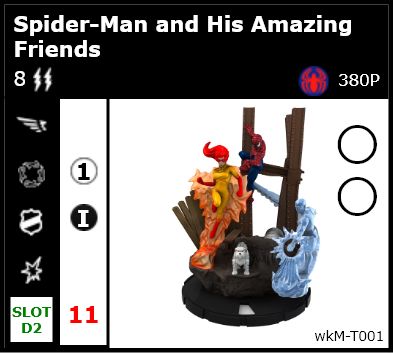 Spider-Man and His Amazing
Friends
8
380P
1
I
SLOT
D2
11
wkM-T001